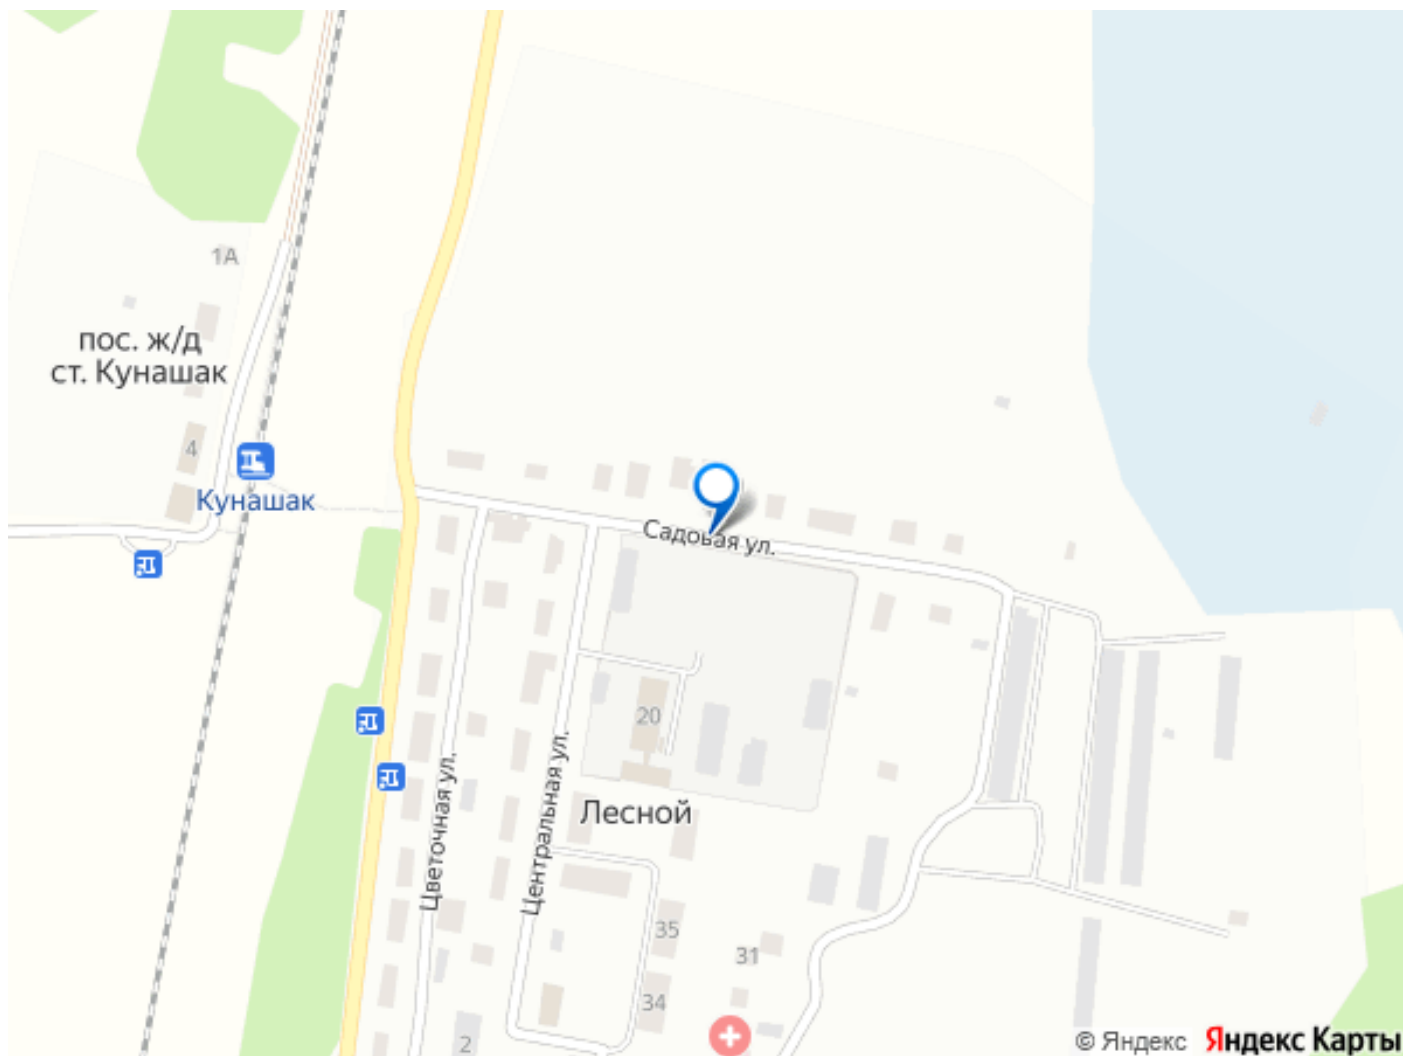 1А
пос. ж/д
ст. Кунашак
4
Кунашак
Садовая ул.
20
Лесной
Цветочная ул.
Центральная ул.
35
31
34
2
© Яндекс Яндекс Карты